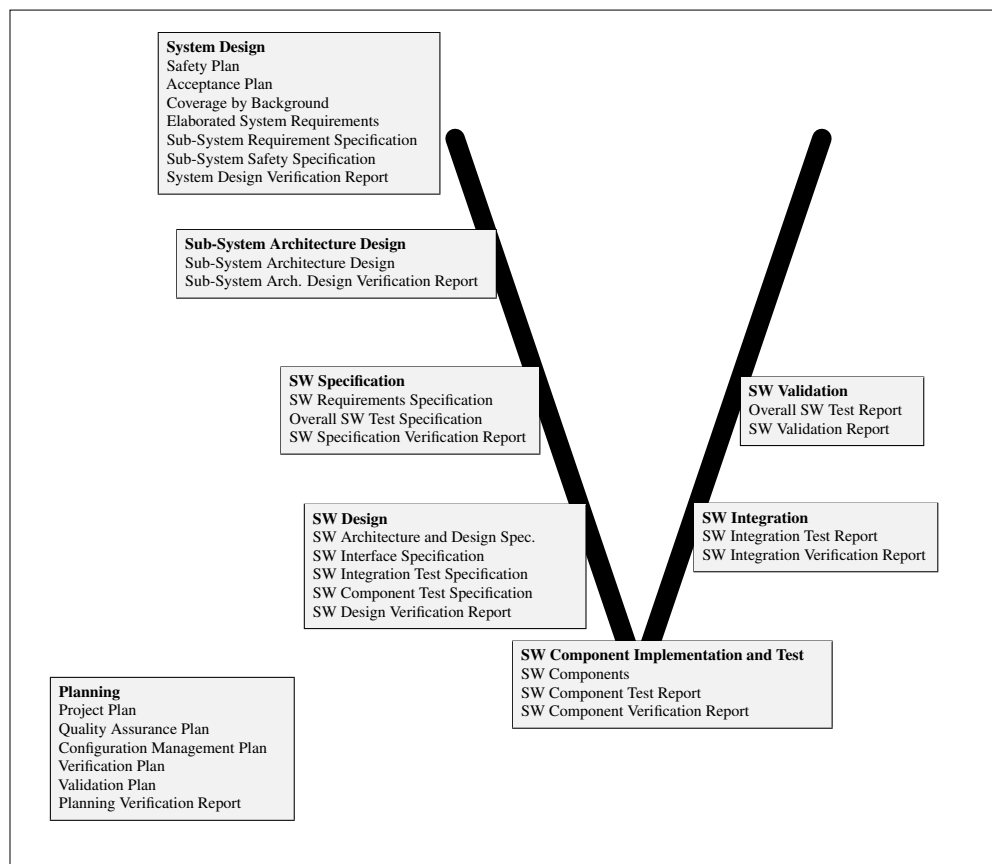 System Design
Safety Plan
Acceptance Plan
Coverage by Background
Elaborated System Requirements
Sub-System Requirement Specification
Sub-System Safety Specification
System Design Verification Report
Sub-System Architecture Design
Sub-System Architecture Design
Sub-System Arch. Design Verification Report
SW Specification
SW Requirements Specification
Overall SW Test Specification
SW Specification Verification Report
SW Validation
Overall SW Test Report
SW Validation Report
SW Design
SW Architecture and Design Spec.
SW Interface Specification
SW Integration Test Specification
SW Component Test Specification
SW Design Verification Report
SW Integration
SW Integration Test Report
SW Integration Verification Report
SW Component Implementation and Test
SW Components
SW Component Test Report
SW Component Verification Report
Planning
Project Plan
Quality Assurance Plan
Configuration Management Plan
Verification Plan
Validation Plan
Planning Verification Report